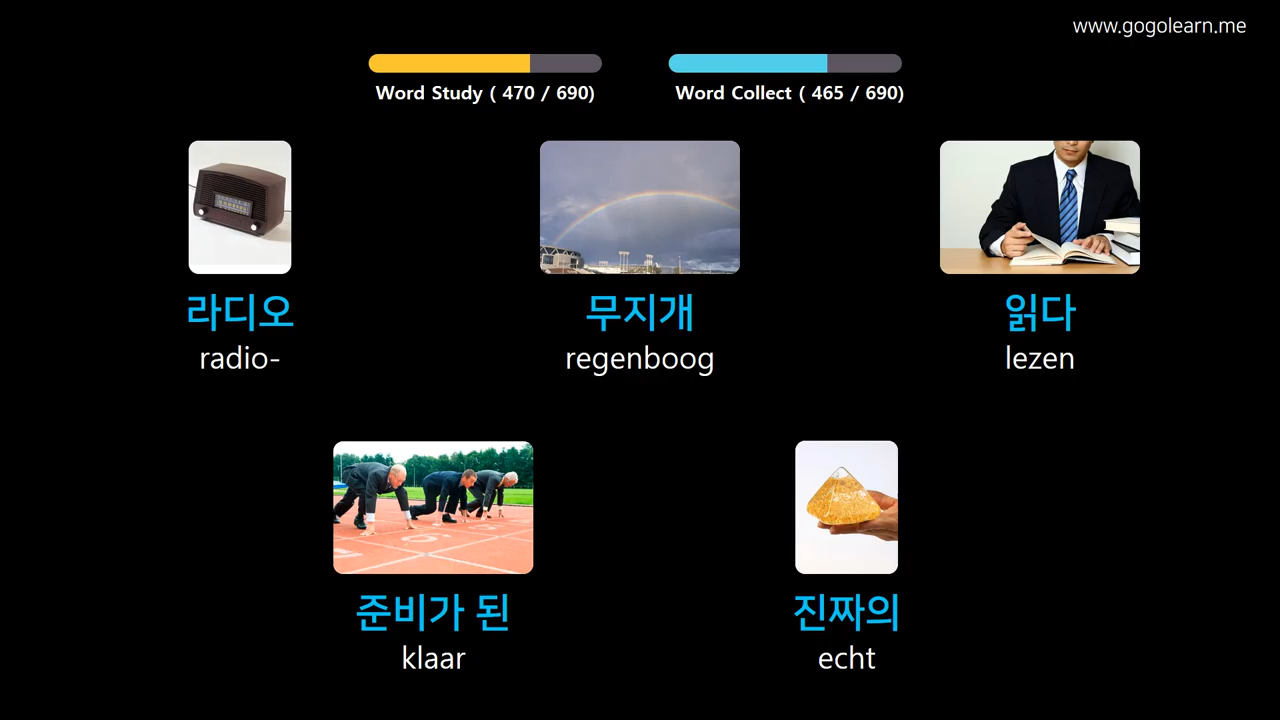 www.gogolearn.me
Word Study ( 470 / 690)
Word Collect ( 465 / 690)
라디오
radio-
무지개
regenboog
읽다
lezen
준비가 된
klaar
진짜의
echt